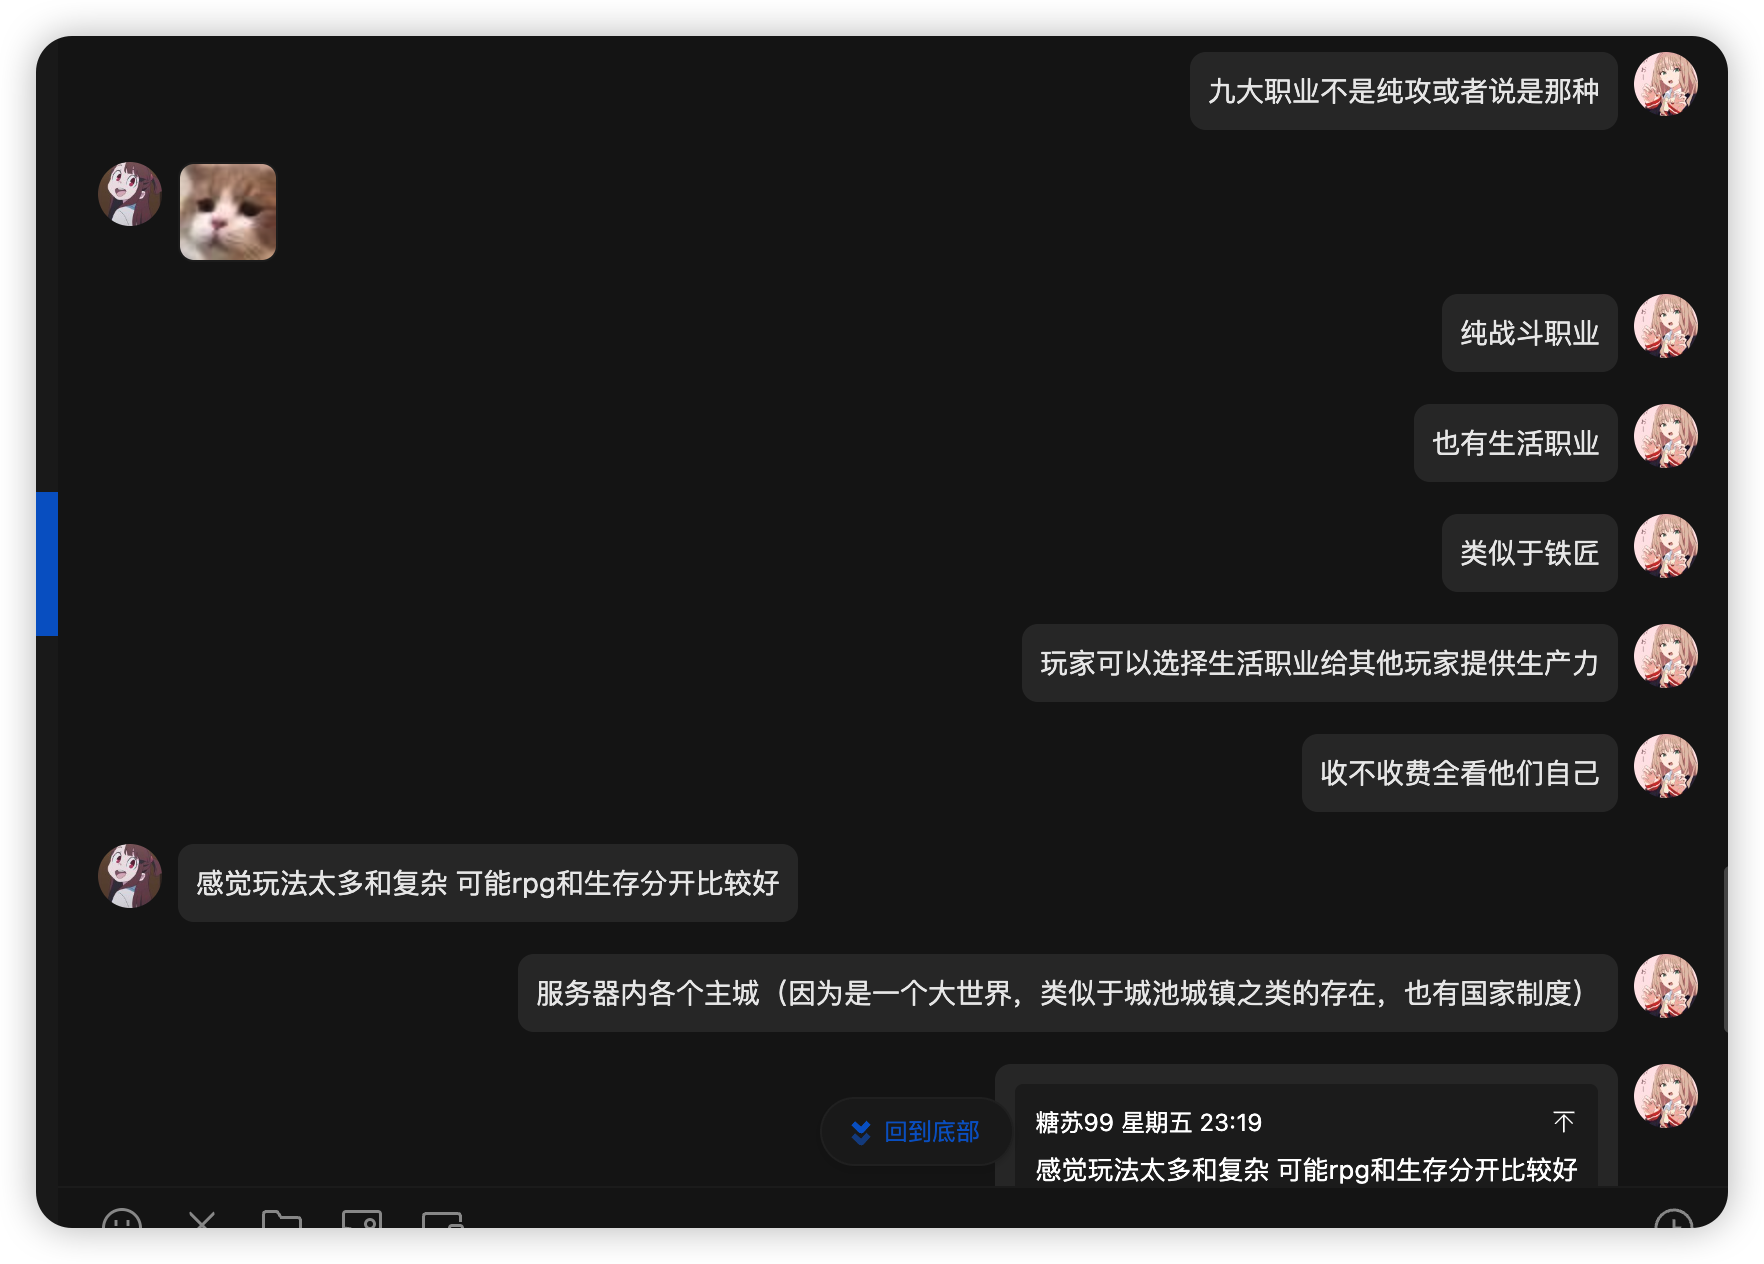 九大职业不是纯攻或者说是那种
纯战斗职业
也有生活职业
类似于铁匠
玩家可以选择生活职业给其他玩家提供生产力
收不收费全看他们自己
感觉玩法太多和复杂 可能rpg和生存分开比较好
服务器内各个主城（因为是一个大世界，类似于城池城镇之类的存在，也有国家制度）
糖苏99 星期五 23:19
回到底部
感觉玩法太多和复杂 可能rpg和生存分开比较好